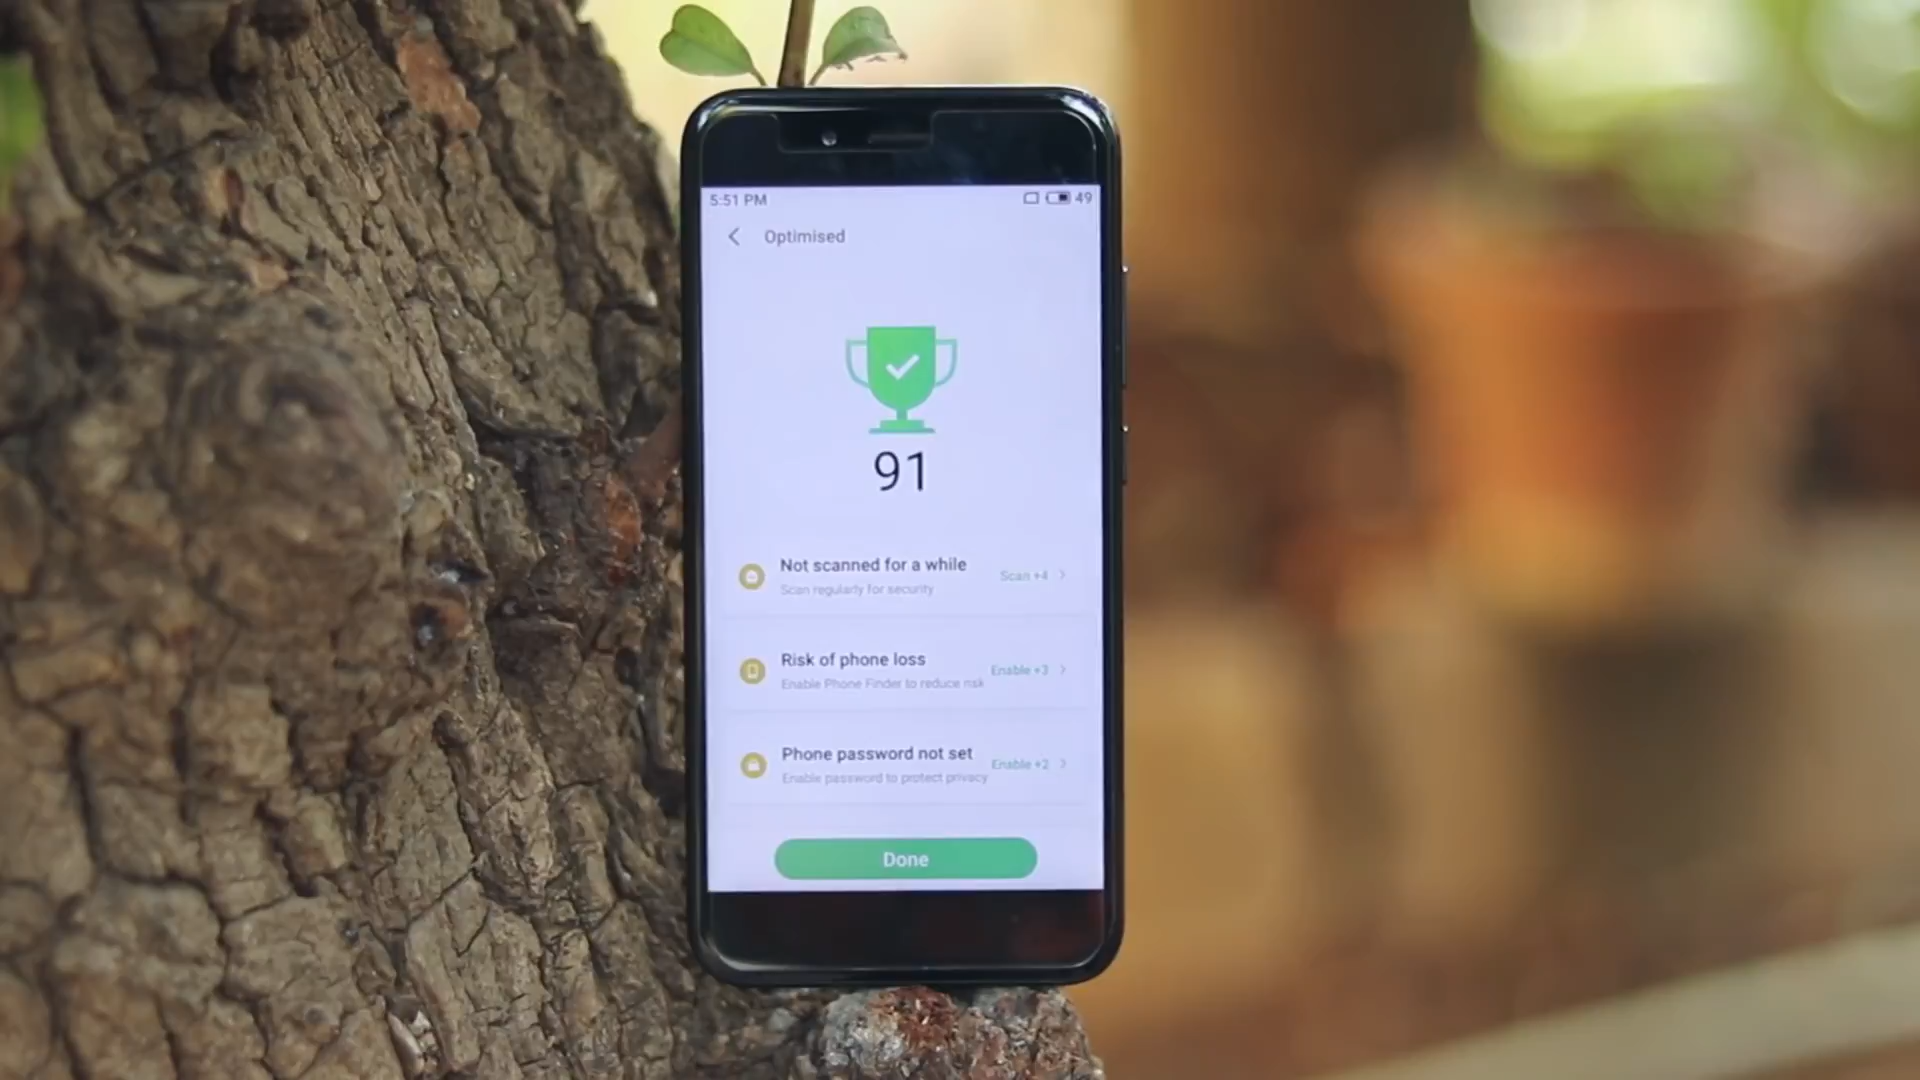 5:51 PM 49
Optimised
91
Not scanned for a while
Scan regularly for security
Scan +4
Risk of phone loss
Enable Phone Finder to reduce risk
Enable +3
Phone password not set
Enable password to protect privacy
Enable +2
Done